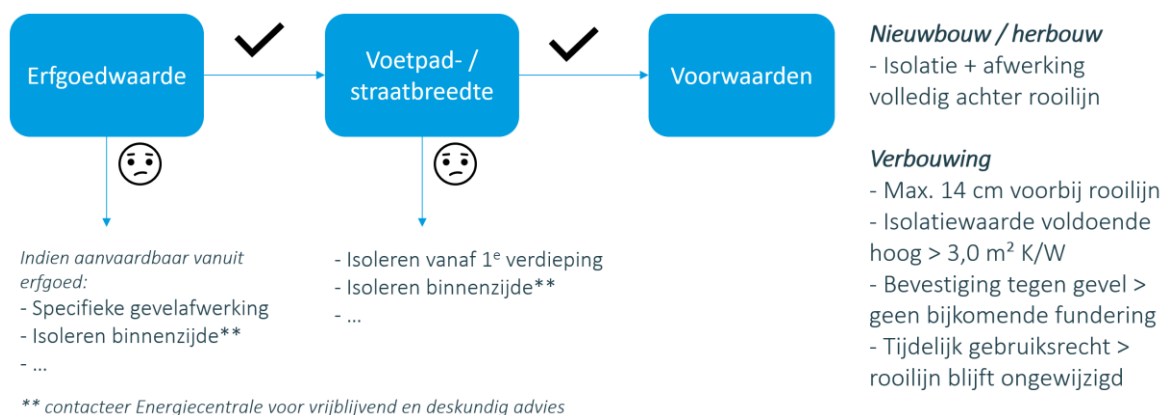 Erfgoedwaarde
Voetpad- /
straatbreedte
Voorwaarden
Indien aanvaardbaar vanuit
erfgoed:
- Specifieke gevelafwerking
- Isoleren binnenzijde**
- ...
- Isoleren vanaf 1e verdieping
- Isoleren binnenzijde**
- ...
** contacteer Energiecentrale voor vrijblijvend en deskundig advies
Nieuwbouw / herbouw
- Isolatie + afwerking
volledig achter rooilijn
Verbouwing
- Max. 14 cm voorbij rooilijn
- Isolatiewaarde voldoende
hoog > 3,0 m² K/W
- Bevestiging tegen gevel >
geen bijkomende fundering
- Tijdelijk gebruiksrecht >
rooilijn blijft ongewijzigd